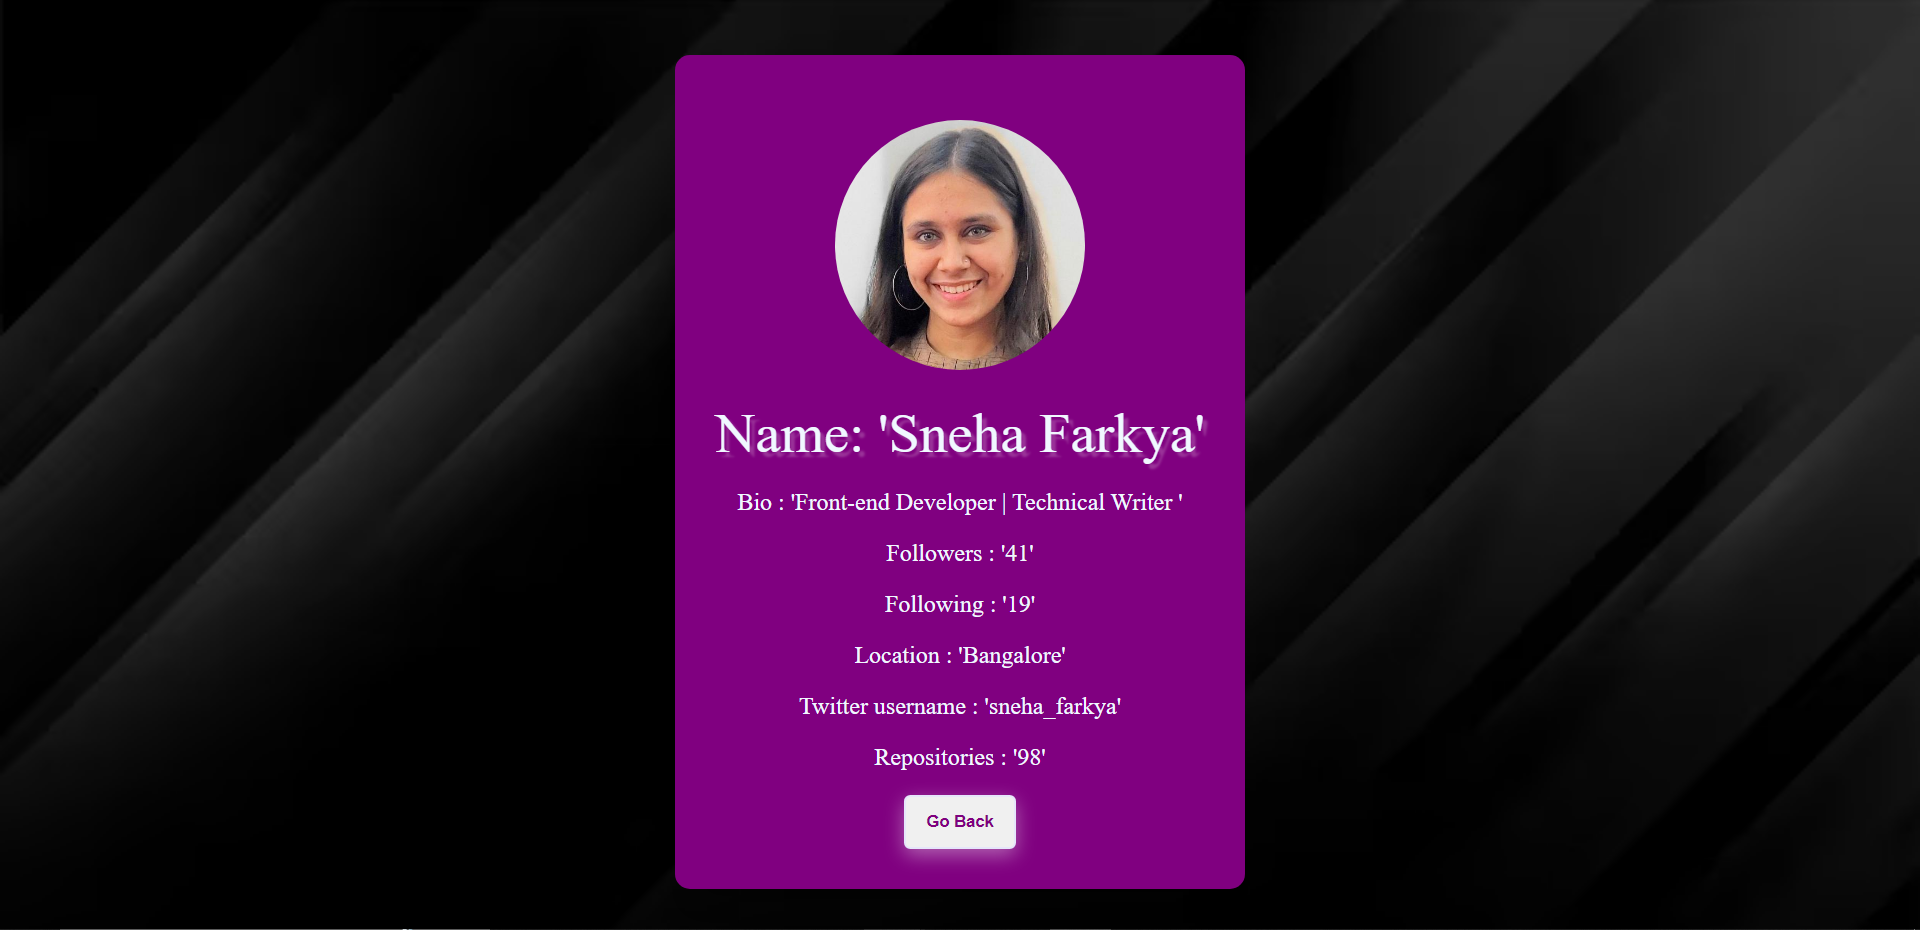 Name: 'Sneha Farkya'
Bio : 'Front-end Developer | Technical Writer '
Followers : '41'
Following : '19'
Location : 'Bangalore'
Twitter username : 'sneha_farkya'
Repositories : '98'
Go Back